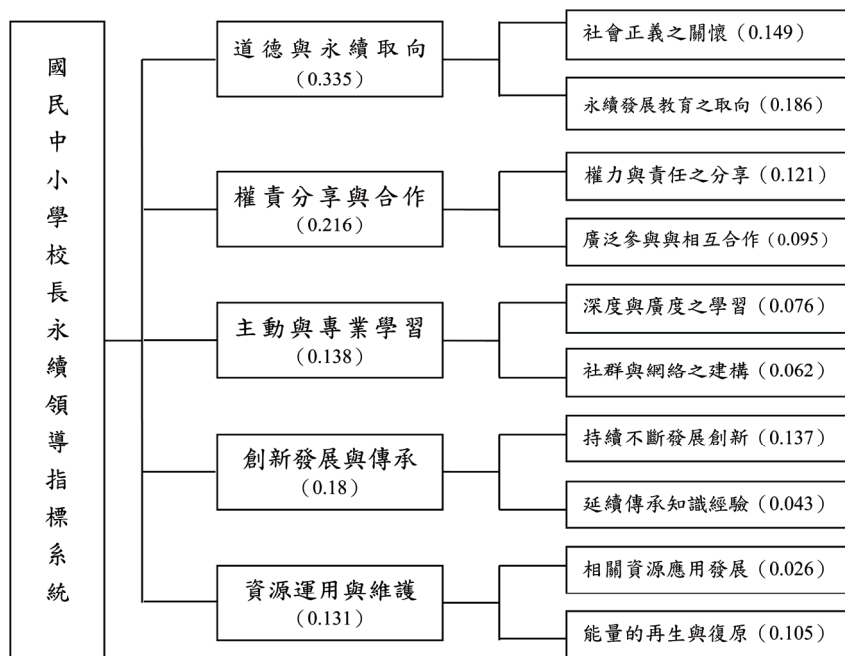 國民中小學校長永續領導指標系統
道德與永續取向
（0.335）
社會正義之關懷（0.149）
永續發展教育之取向（0.186）
權責分享與合作
（0.216）
權力與責任之分享（0.121）
廣泛參與與相互合作（0.095）
主動與專業學習
（0.138）
深度與廣度之學習（0.076）
社群與網絡之建構（0.062）
創新發展與傳承
（0.18）
持續不斷發展創新（0.137）
延續傳承知識經驗（0.043）
資源運用與維護
（0.131）
相關資源應用發展（0.026）
能量的再生與復原（0.105）